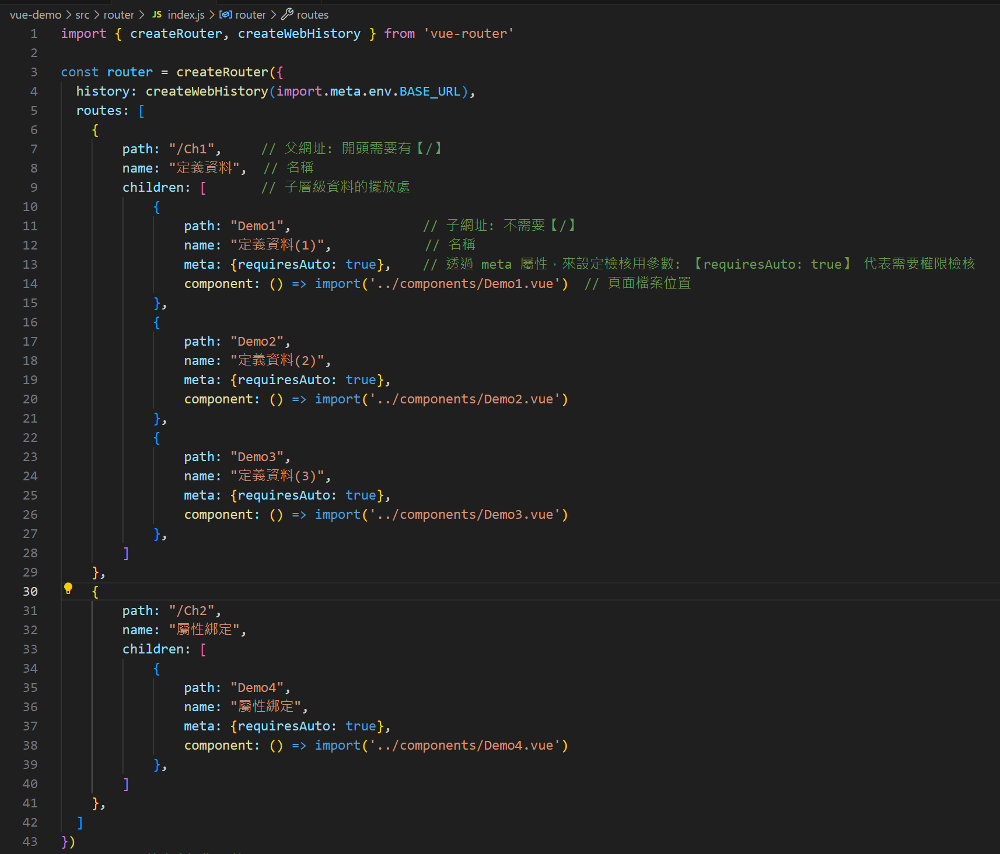 vue-demo > src > router > JS index.js > router > routes
1 import { createRouter, createWebHistory } from 'vue-router'
2
3 const router = createRouter({
4   history: createWebHistory(import.meta.env.BASE_URL),
5   routes: [
6     {
7         path: "/Ch1",     // 父網址: 開頭需要有【/】
8         name: "定義資料",  // 名稱
9         children: [       // 子層級資料的擺放處
10             {
11                 path: "Demo1",                 // 子網址: 不需要【/】
12                 name: "定義資料(1)",            // 名稱
13                 meta: {requiresAuto: true},    // 透過 meta 屬性，來設定檢核用參數: 【requiresAuto: true】 代表需要權限檢核
14                 component: () => import('../components/Demo1.vue')  // 頁面檔案位置
15             },
16             {
17                 path: "Demo2",
18                 name: "定義資料(2)",
19                 meta: {requiresAuto: true},
20                 component: () => import('../components/Demo2.vue')
21             },
22             {
23                 path: "Demo3",
24                 name: "定義資料(3)",
25                 meta: {requiresAuto: true},
26                 component: () => import('../components/Demo3.vue')
27             },
28         ]
29     },
30     {
31         path: "/Ch2",
32         name: "屬性綁定",
33         children: [
34             {
35                 path: "Demo4",
36                 name: "屬性綁定",
37                 meta: {requiresAuto: true},
38                 component: () => import('../components/Demo4.vue')
39             },
40         ]
41     },
42   ]
43 })